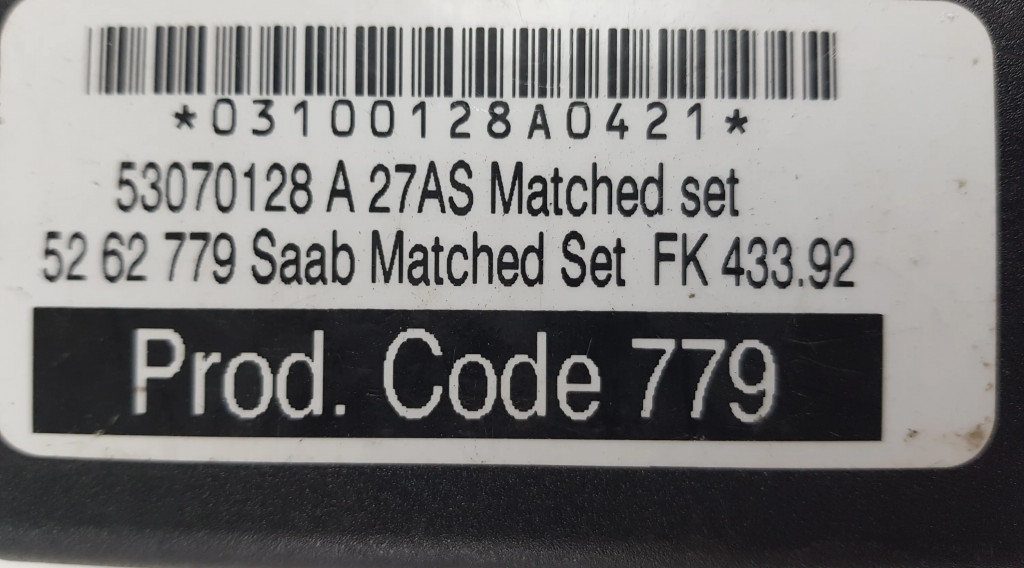 *03100128A0421*
53070128 A 27AS Matched set
52 62 779 Saab Matched Set FK 433.92
Prod. Code 779